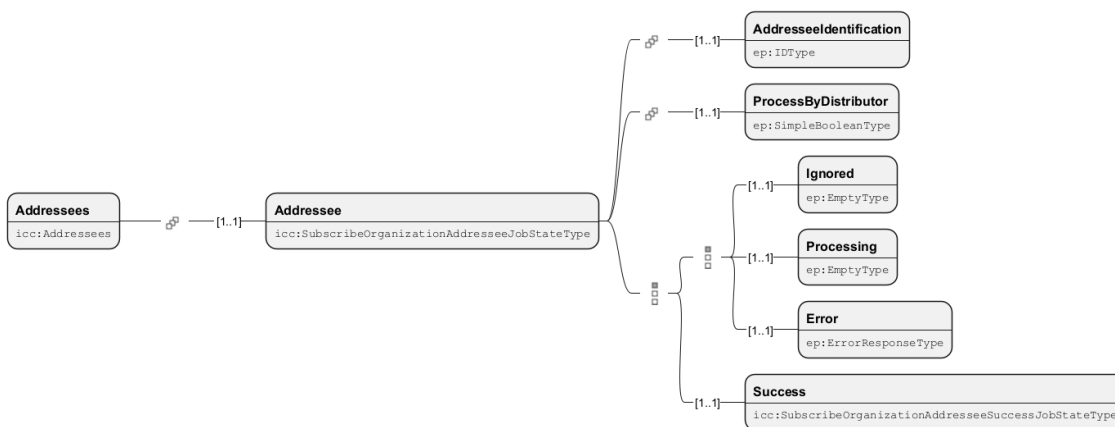 AddresseeIdentification
[1..1]
ep:IDType
ProcessByDistributor
[1..1]
ep:SimpleBooleanType
Ignored
[1..1]
ep:EmptyType
Addressees
Addressee
[1..1]
icc:Addressees
icc:SubscribeOrganizationAddresseeJobStateType
Processing
[1..1]
ep:EmptyType
Error
[1..1]
ep:ErrorResponseType
Success
[1..1]
icc:SubscribeOrganizationAddresseeSuccessJobStateType